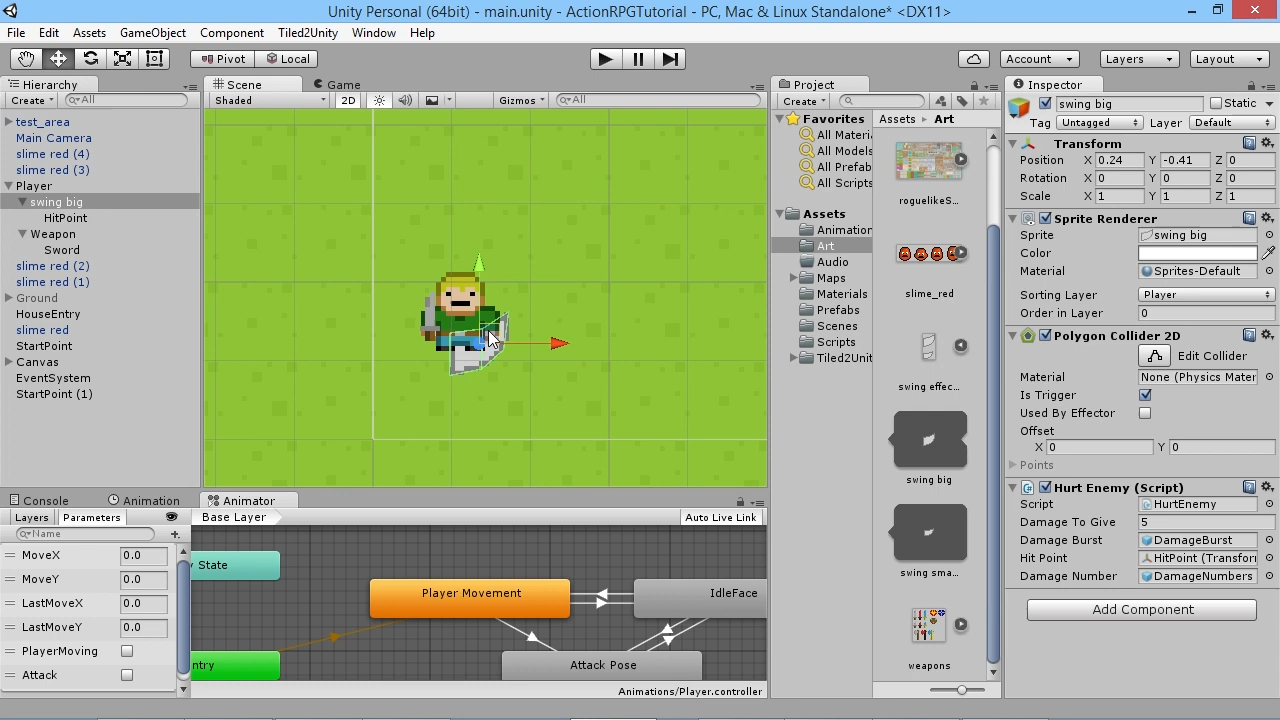 Unity Personal (64bit) - main.unity - ActionRPGTutorial - PC, Mac & Linux Standalone* <DX11>
File Edit Assets GameObject Component Tiled2Unity Window Help
Pivot Local Account Layers Layout
Hierarchy
Create All
test_area
Main Camera
slime red (4)
slime red (3)
Player
swing big
HitPoint
Weapon
Sword
slime red (2)
slime red (1)
Ground
HouseEntry
slime red
StartPoint
Canvas
EventSystem
StartPoint (1)
Scene Game
Shaded 2D Gizmos All
Console Animation Animator
Layers Parameters Base Layer Auto Live Link
Name
MoveX 0.0
MoveY 0.0
LastMoveX 0.0
LastMoveY 0.0
PlayerMoving
Attack
y State
Player Movement
IdleFace
ntry
Attack Pose
Animations/Player.controller
Project
Create
Favorites
All Materi
All Models
All Prefab
All Scripts
Assets
Animation
Art
Audio
Maps
Materials
Prefabs
Scenes
Scripts
Tiled2Unit
Assets Art
roguelikeS...
slime_red
swing effec...
swing big
swing sma...
weapons
Inspector
swing big Static
Tag Untagged Layer Default
Transform
Position X 0.24 Y -0.41 Z 0
Rotation X 0 Y 0 Z 0
Scale X 1 Y 1 Z 1
Sprite Renderer
Sprite swing big
Color
Material Sprites-Default
Sorting Layer Player
Order in Layer 0
Polygon Collider 2D
Edit Collider
Material None (Physics Mater
Is Trigger
Used By Effector
Offset
X 0 Y 0
Points
Hurt Enemy (Script)
Script HurtEnemy
Damage To Give 5
Damage Burst DamageBurst
Hit Point HitPoint (Transforn
Damage Number DamageNumbers
Add Component